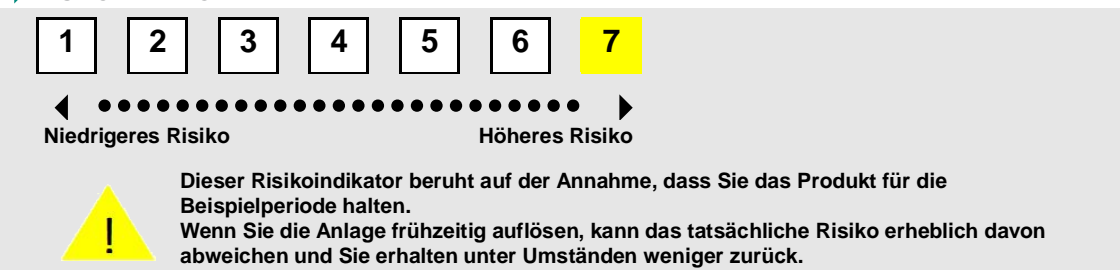 1 2 3 4 5 6 7
Niedrigeres Risiko Höheres Risiko
Dieser Risikoindikator beruht auf der Annahme, dass Sie das Produkt für die
Beispielperiode halten.
! Wenn Sie die Anlage frühzeitig auflösen, kann das tatsächliche Risiko erheblich davon
abweichen und Sie erhalten unter Umständen weniger zurück.